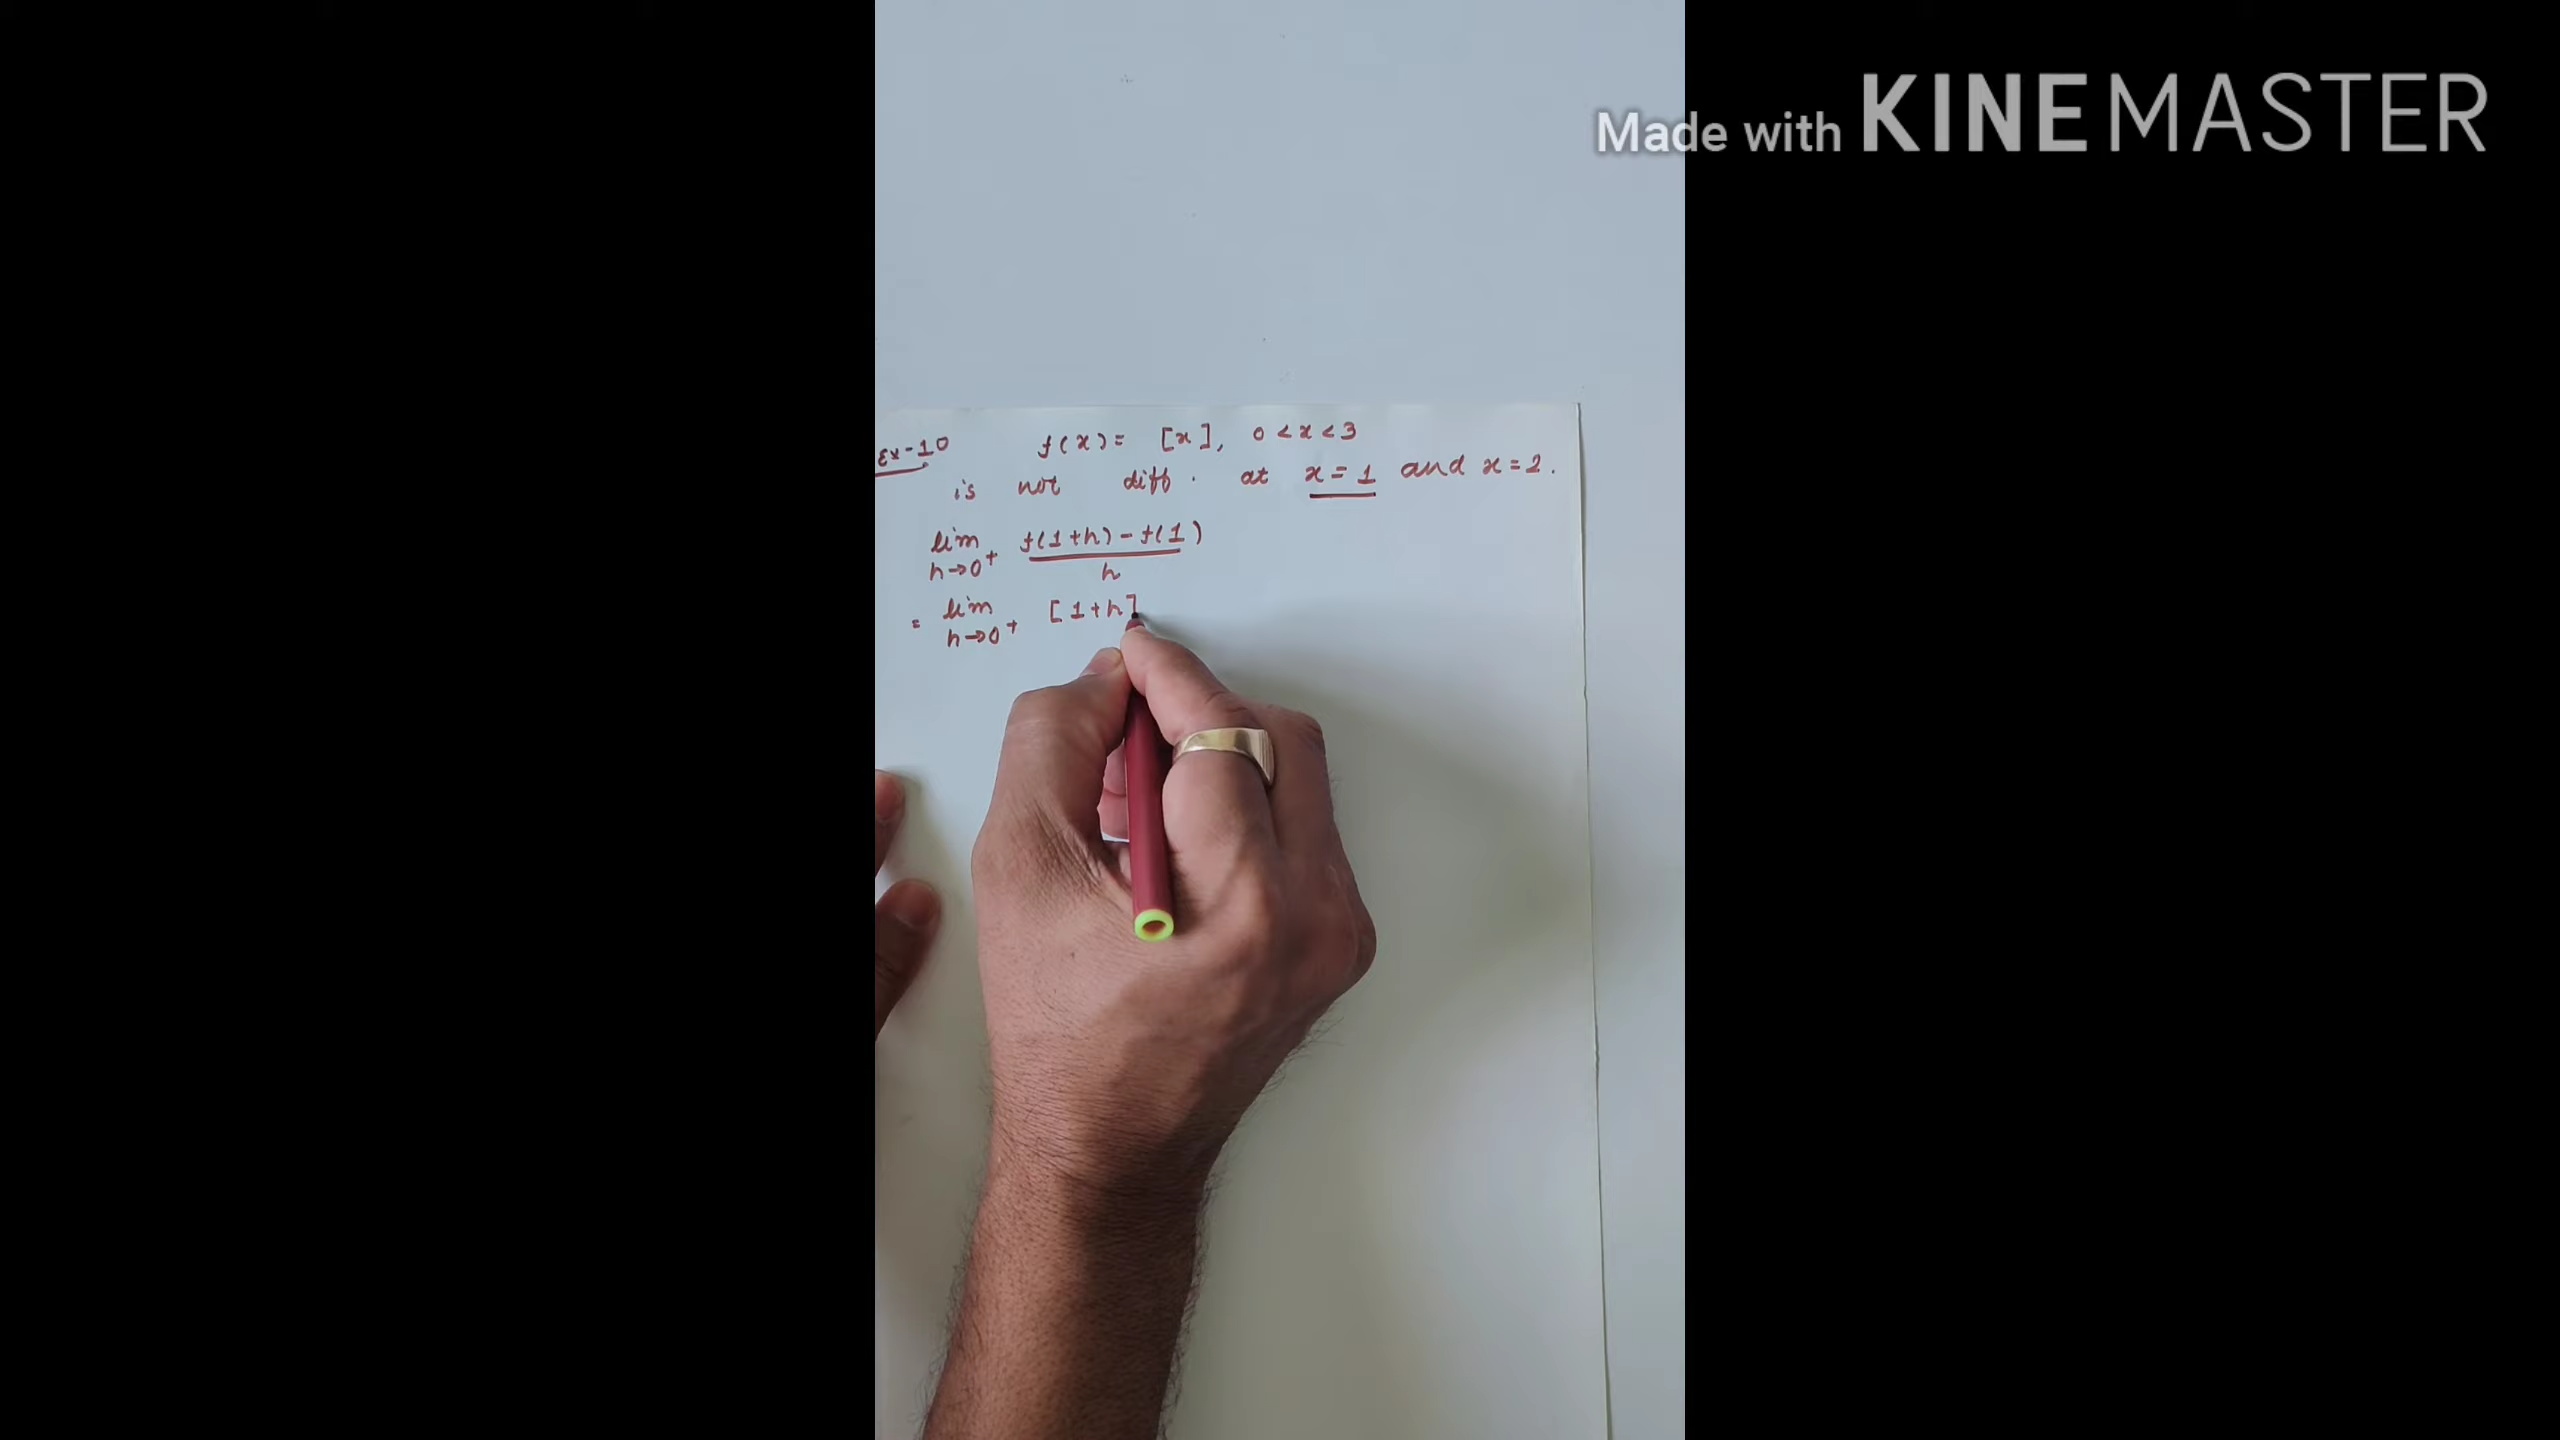 Made with KINEMASTER
Ex-10 f(x) = [x], 0 < x < 3
is not diff. at x = 1 and x = 2.
lim h→0+ f(1+h) - f(1) / h
= lim h→0+ [1+h]